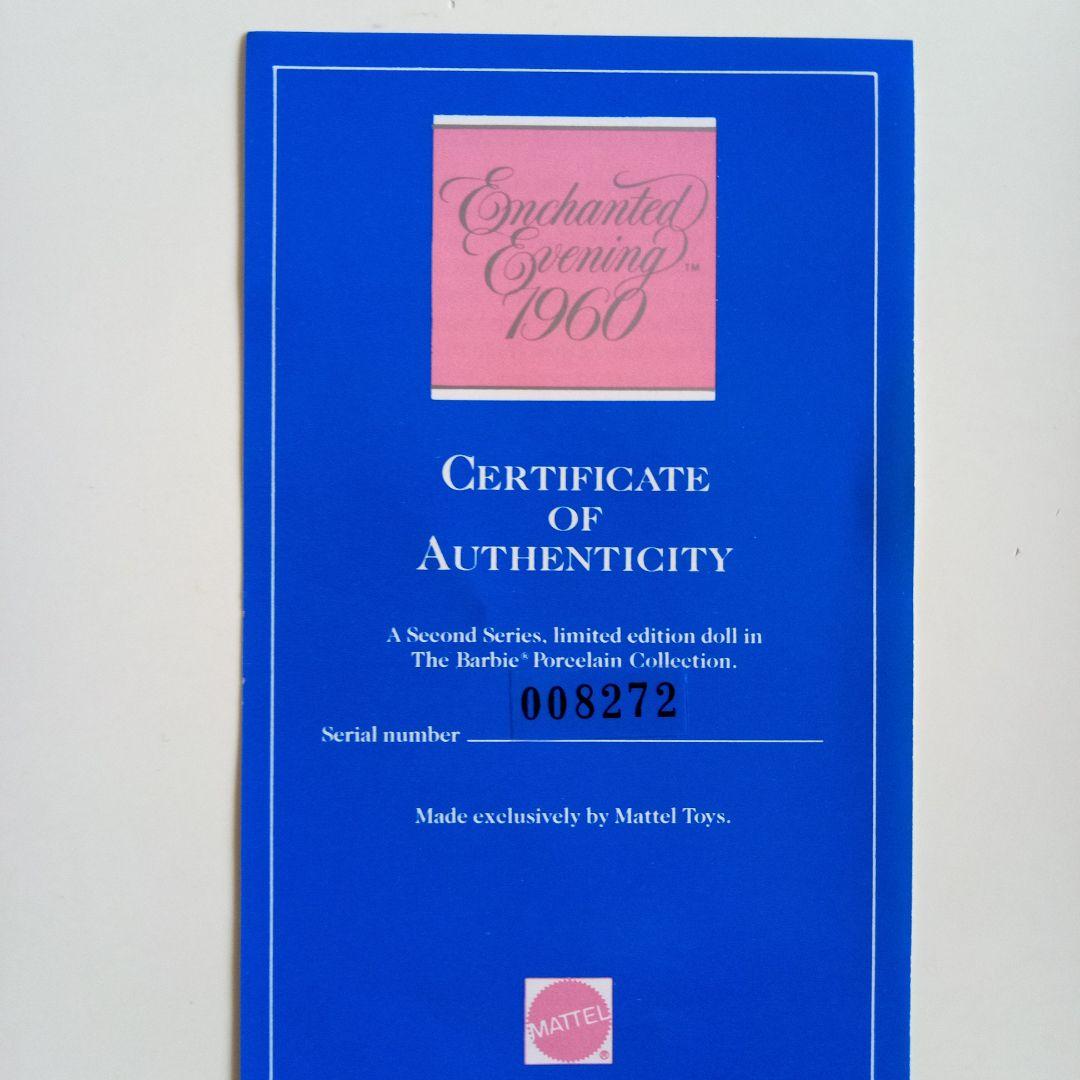 Enchanted
Evening™
1960
CERTIFICATE
OF
AUTHENTICITY
A Second Series, limited edition doll in
The Barbie® Porcelain Collection.
008272
Serial number
Made exclusively by Mattel Toys.
MATTEL®